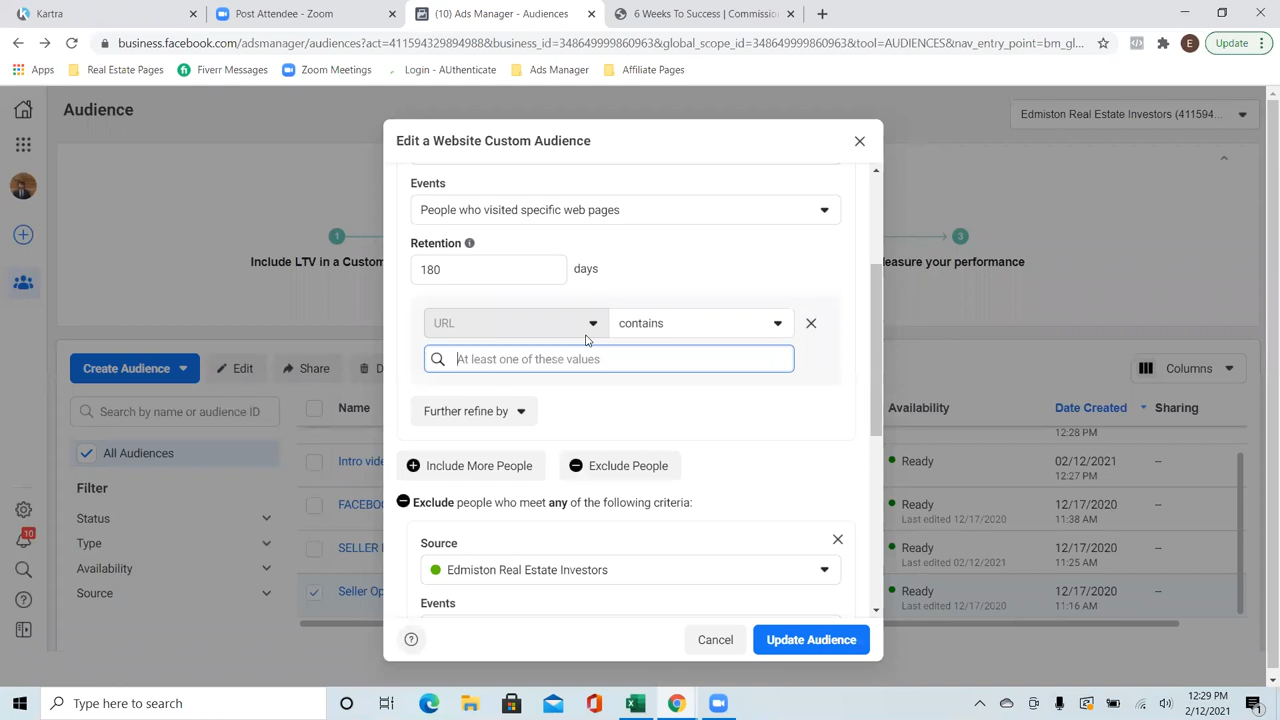 Kartra
Post Attendee - Zoom
(10) Ads Manager - Audiences
6 Weeks To Success | Commissio
business.facebook.com/adsmanager/audiences?act=411594329894989&business_id=348649999860963&global_scope_id=348649999860963&tool=AUDIENCES&nav_entry_point=bm_gl...
E
Update
Apps
Real Estate Pages
Fiverr Messages
Zoom Meetings
Login - AUthenticate
Ads Manager
Affiliate Pages
Audience
Edmiston Real Estate Investors (411594...
1
Include LTV in a Custom
3
easure your performance
Edit a Website Custom Audience
Events
People who visited specific web pages
Retention
180
days
URL
contains
At least one of these values
Further refine by
Include More People
Exclude People
Exclude people who meet any of the following criteria:
Source
Edmiston Real Estate Investors
Events
Cancel
Update Audience
Create Audience
Edit
Share
D
Columns
Search by name or audience ID
Name
Availability
Date Created
Sharing
12:28 PM
All Audiences
Intro vide
Ready
02/12/2021
--
12:27 PM
Filter
Status
Type
Availability
Source
FACEBOO
Ready
Last edited 12/17/2020
12/17/2020
11:38 AM
--
SELLER
Ready
Last edited 02/12/2021
12/17/2020
11:25 AM
--
Seller Op
Ready
Last edited 12/17/2020
12/17/2020
11:16 AM
--
10
Type here to search
12:29 PM
2/12/2021
1